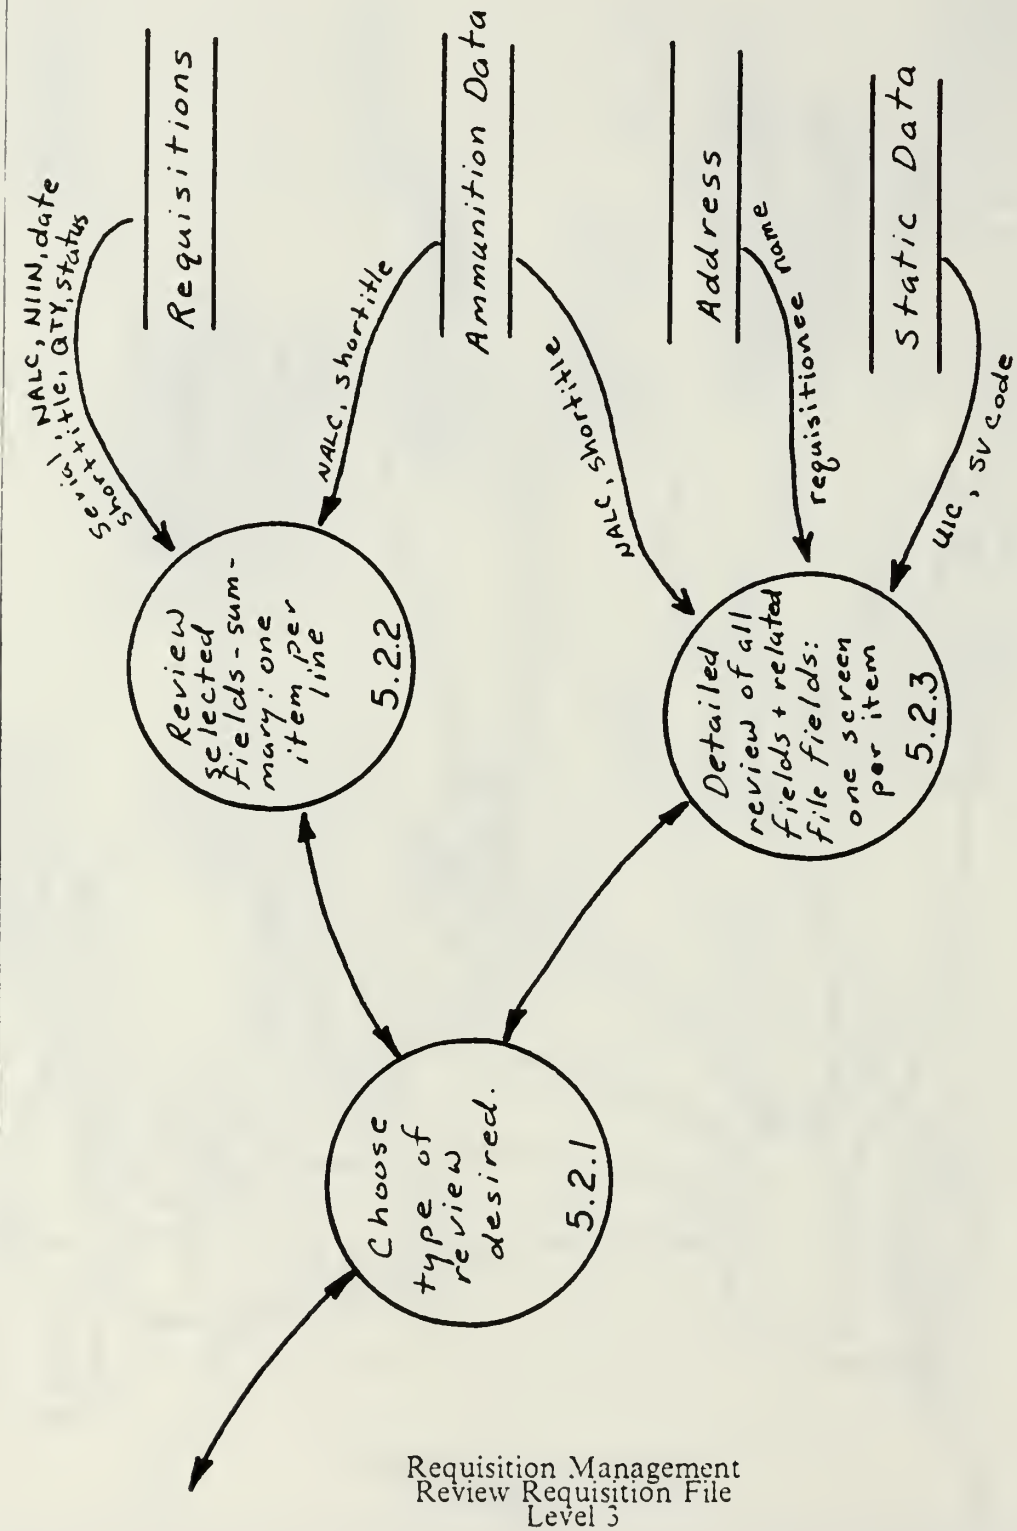 Requisitions
Ammunition Data
Address
Static Data
Serial, NALC, NIIN, date
shorttitle, QTY, status
NALC, shortitle
NALC, shortitle
requisitionee name
UIC, SV code
Review
selected
fields-sum-
mary: one
item per
line
5.2.2
Detailed
review of all
fields + related
file fields:
one screen
per item
5.2.3
Choose
type of
review
desired.
5.2.1
Requisition Management
Review Requisition File
Level 3